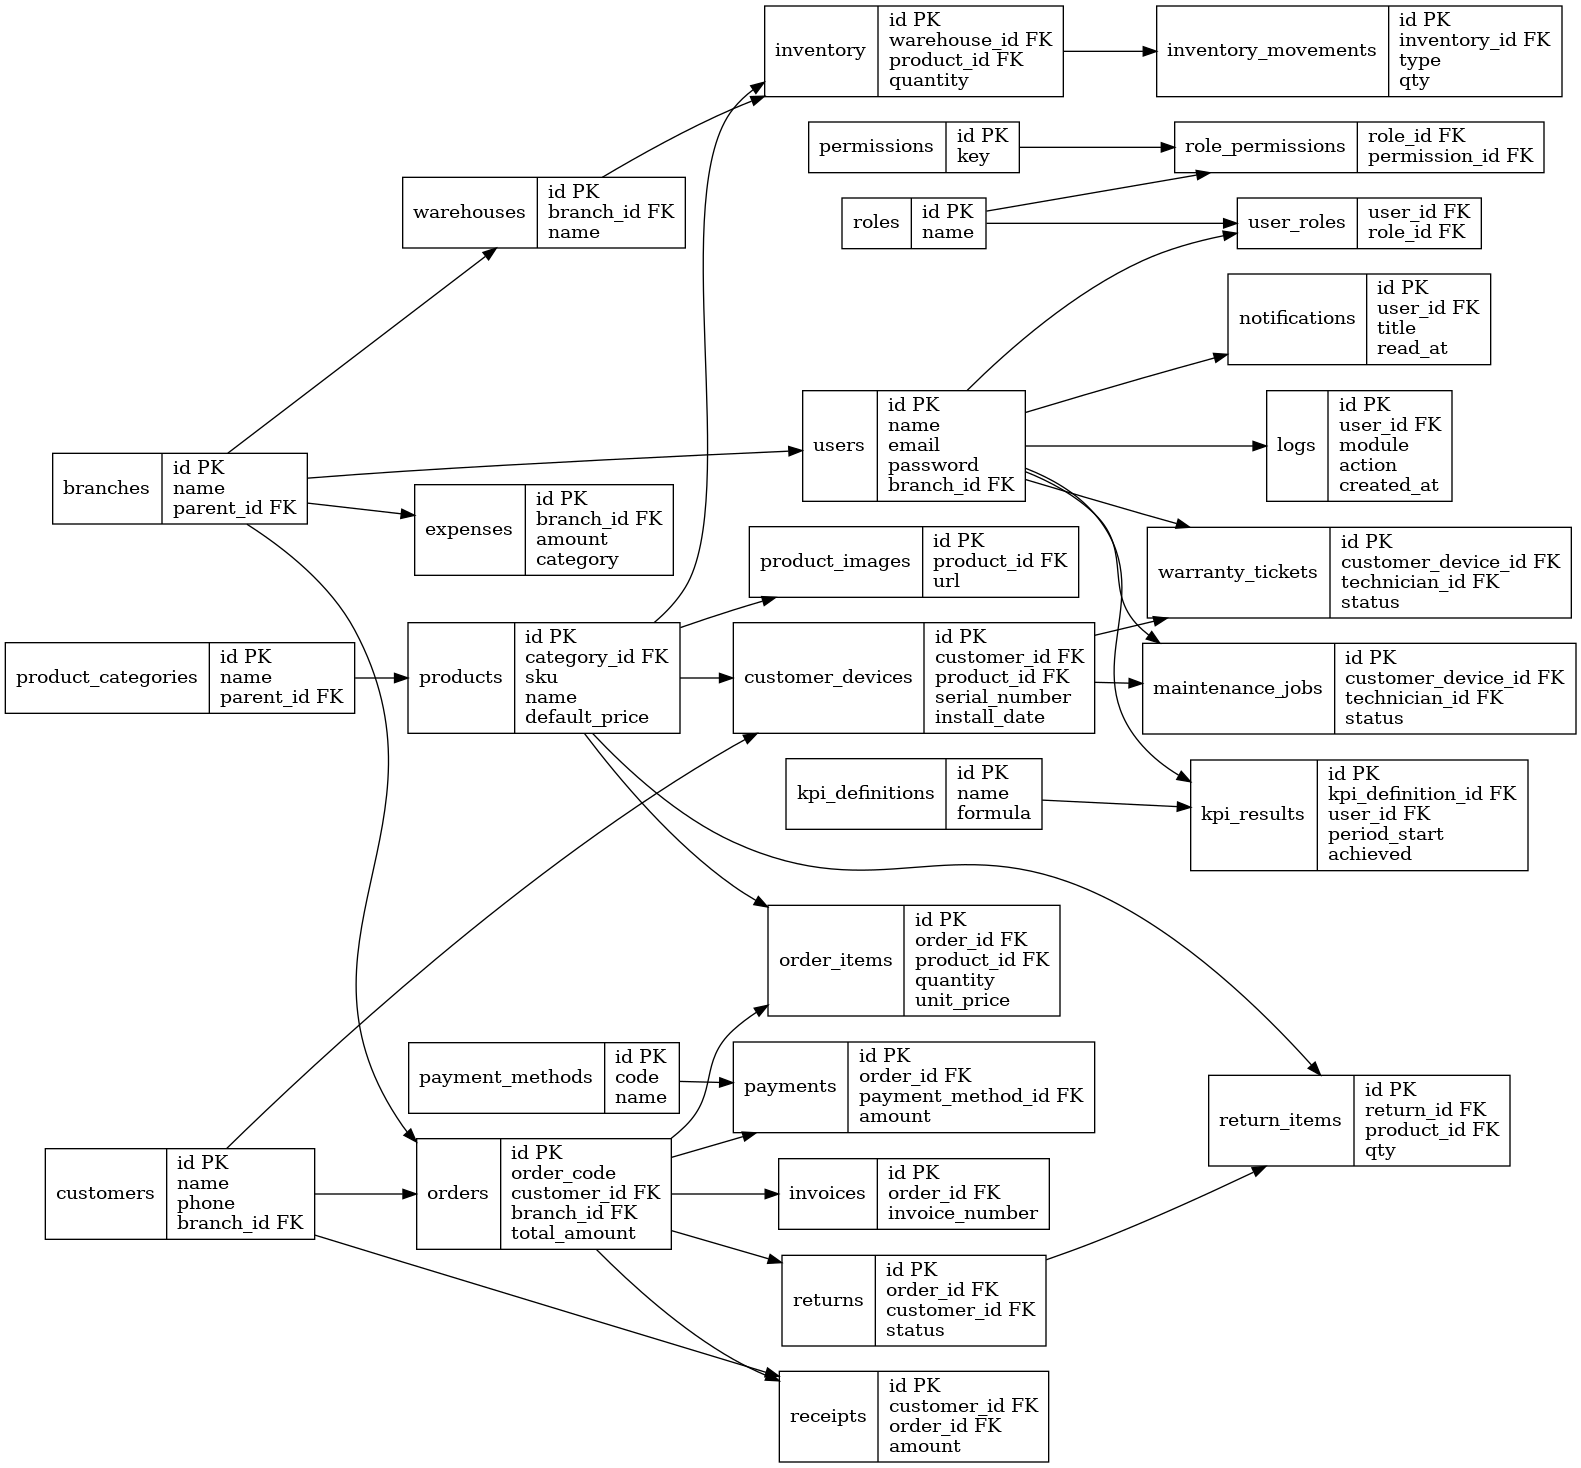 inventory
id PK
warehouse_id FK
product_id FK
quantity
inventory_movements
id PK
inventory_id FK
type
qty
permissions
id PK
key
role_permissions
role_id FK
permission_id FK
warehouses
id PK
branch_id FK
name
roles
id PK
name
user_roles
user_id FK
role_id FK
notifications
id PK
user_id FK
title
read_at
users
id PK
name
email
password
branch_id FK
logs
id PK
user_id FK
module
action
created_at
branches
id PK
name
parent_id FK
expenses
id PK
branch_id FK
amount
category
product_images
id PK
product_id FK
url
warranty_tickets
id PK
customer_device_id FK
technician_id FK
status
product_categories
id PK
name
parent_id FK
products
id PK
category_id FK
sku
name
default_price
customer_devices
id PK
customer_id FK
product_id FK
serial_number
install_date
maintenance_jobs
id PK
customer_device_id FK
technician_id FK
status
kpi_definitions
id PK
name
formula
kpi_results
id PK
kpi_definition_id FK
user_id FK
period_start
achieved
order_items
id PK
order_id FK
product_id FK
quantity
unit_price
payment_methods
id PK
code
name
payments
id PK
order_id FK
payment_method_id FK
amount
return_items
id PK
return_id FK
product_id FK
qty
customers
id PK
name
phone
branch_id FK
orders
id PK
order_code
customer_id FK
branch_id FK
total_amount
invoices
id PK
order_id FK
invoice_number
returns
id PK
order_id FK
customer_id FK
status
receipts
id PK
customer_id FK
order_id FK
amount